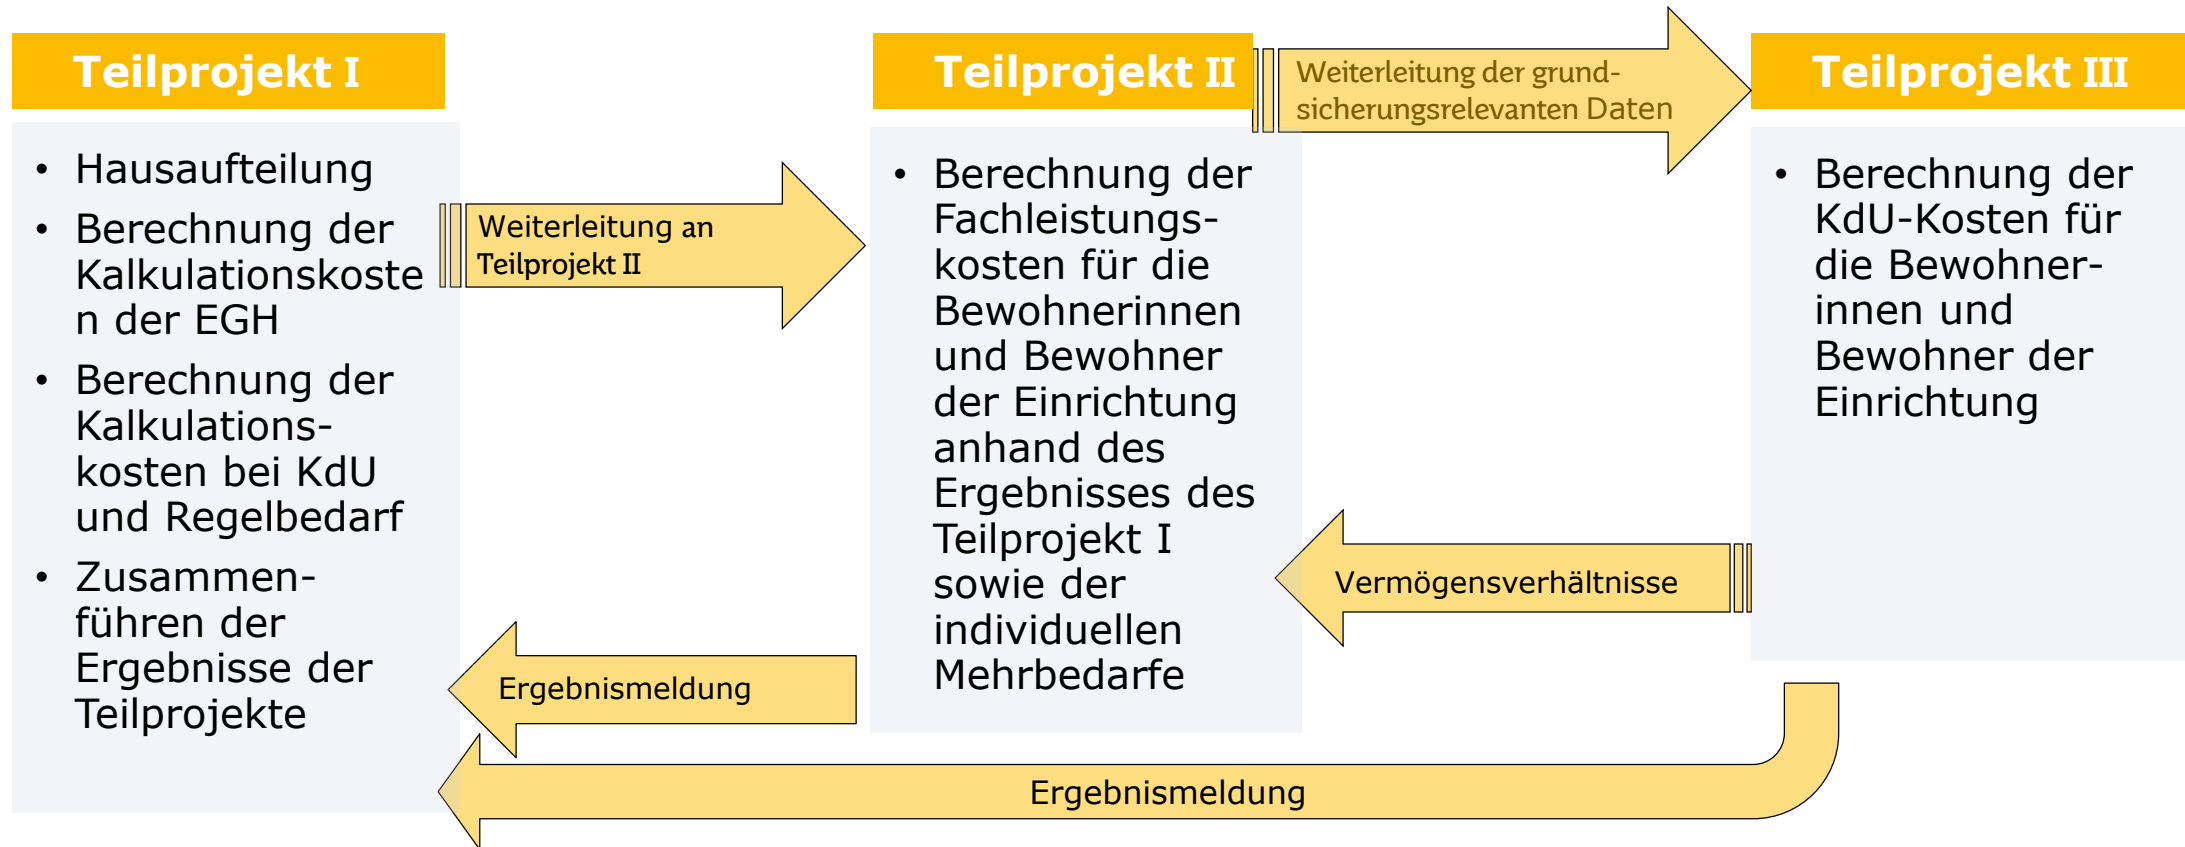 Teilprojekt I
• Hausaufteilung
• Berechnung der
Kalkulationskoste
n der EGH
• Berechnung der
Kalkulations-
kosten bei KdU
und Regelbedarf
• Zusammen-
führen der
Ergebnisse der
Teilprojekte
Weiterleitung an
Teilprojekt II
Teilprojekt II
• Berechnung der
Fachleistungs-
kosten für die
Bewohnerinnen
und Bewohner
der Einrichtung
anhand des
Ergebnisses des
Teilprojekt I
sowie der
individuellen
Mehrbedarfe
Weiterleitung der grund-
sicherungsrelevanten Daten
Teilprojekt III
• Berechnung der
KdU-Kosten für
die Bewohner-
innen und
Bewohner der
Einrichtung
Vermögensverhältnisse
Ergebnismeldung
Ergebnismeldung